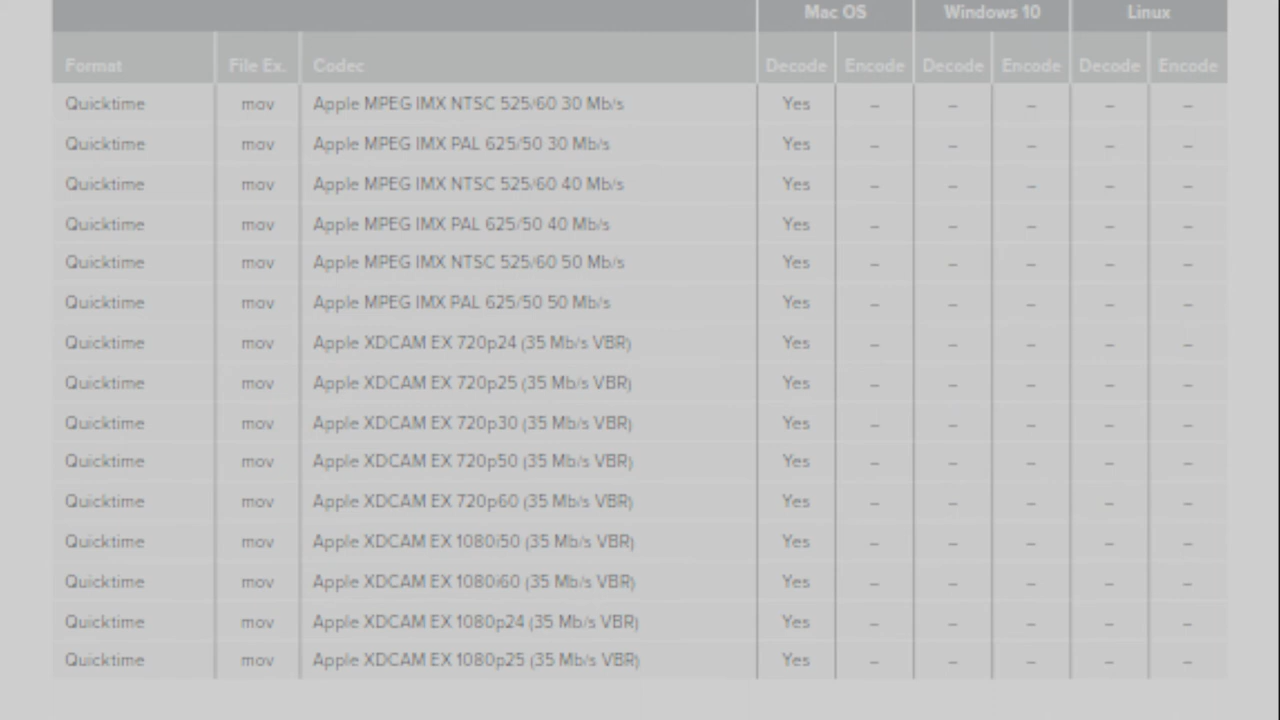 Mac OS Windows 10 Linux
Format File Ex. Codec Decode Encode Decode Encode Decode Encode
Quicktime mov Apple MPEG IMX NTSC 525/60 30 Mb/s Yes – – – – –
Quicktime mov Apple MPEG IMX PAL 625/50 30 Mb/s Yes – – – – –
Quicktime mov Apple MPEG IMX NTSC 525/60 40 Mb/s Yes – – – – –
Quicktime mov Apple MPEG IMX PAL 625/50 40 Mb/s Yes – – – – –
Quicktime mov Apple MPEG IMX NTSC 525/60 50 Mb/s Yes – – – – –
Quicktime mov Apple MPEG IMX PAL 625/50 50 Mb/s Yes – – – – –
Quicktime mov Apple XDCAM EX 720p24 (35 Mb/s VBR) Yes – – – – –
Quicktime mov Apple XDCAM EX 720p25 (35 Mb/s VBR) Yes – – – – –
Quicktime mov Apple XDCAM EX 720p30 (35 Mb/s VBR) Yes – – – – –
Quicktime mov Apple XDCAM EX 720p50 (35 Mb/s VBR) Yes – – – – –
Quicktime mov Apple XDCAM EX 720p60 (35 Mb/s VBR) Yes – – – – –
Quicktime mov Apple XDCAM EX 1080i50 (35 Mb/s VBR) Yes – – – – –
Quicktime mov Apple XDCAM EX 1080i60 (35 Mb/s VBR) Yes – – – – –
Quicktime mov Apple XDCAM EX 1080p24 (35 Mb/s VBR) Yes – – – – –
Quicktime mov Apple XDCAM EX 1080p25 (35 Mb/s VBR) Yes – – – – –